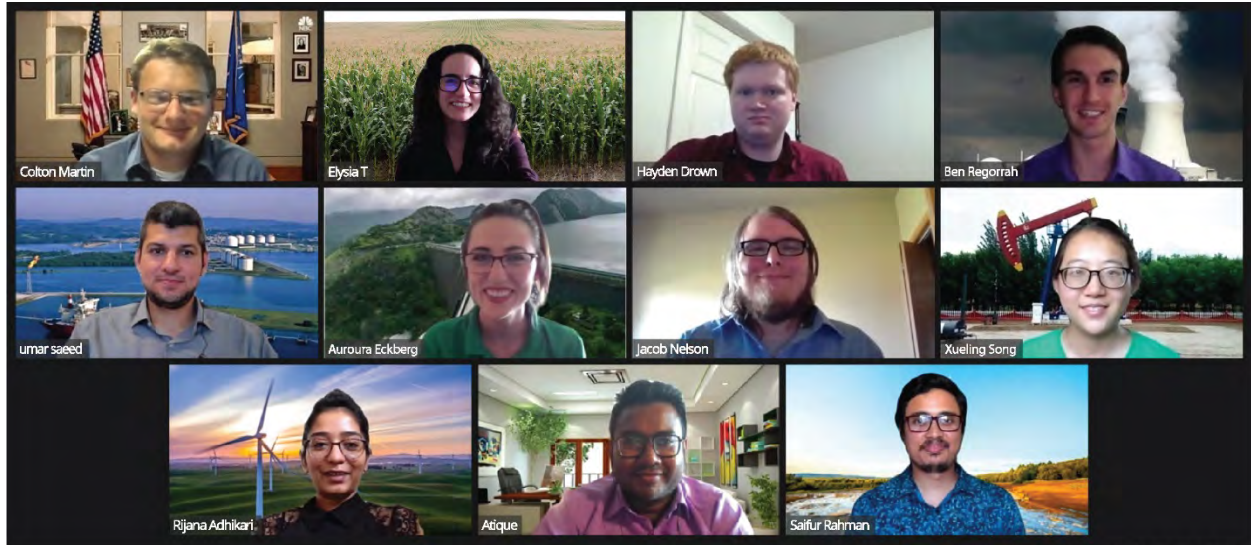 NBC
Colton Martin
Elysia T
Hayden Drown
Ben Regorrah
umar saeed
Auroura Eckberg
Jacob Nelson
Xueling Song
Rijana Adhikari
Atique
Saifur Rahman